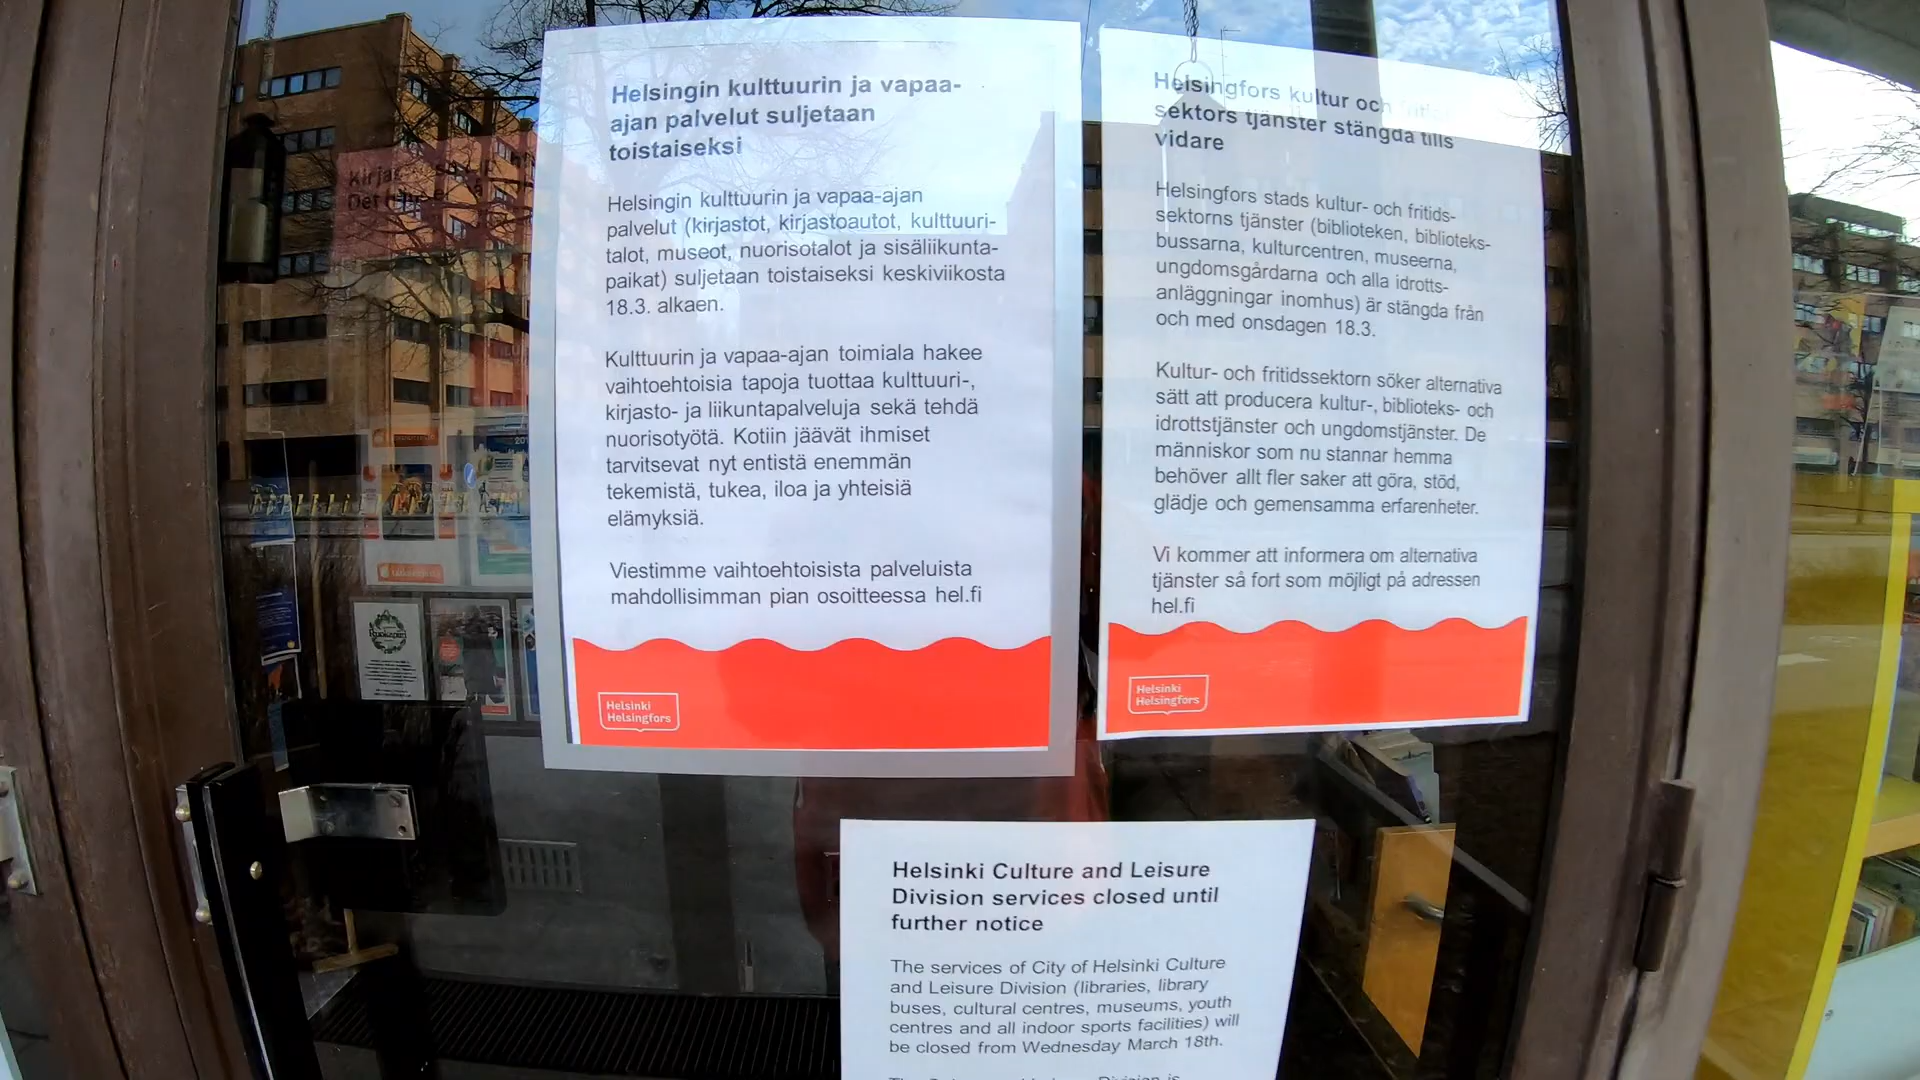 Helsingin kulttuurin ja vapaa-
ajan palvelut suljetaan
toistaiseksi
Helsingin kulttuurin ja vapaa-ajan
palvelut (kirjastot, kirjastoautot, kulttuuri-
talot, museot, nuorisotalot ja sisäliikunta-
paikat) suljetaan toistaiseksi keskiviikosta
18.3. alkaen.
Kulttuurin ja vapaa-ajan toimiala hakee
vaihtoehtoisia tapoja tuottaa kulttuuri-,
kirjasto- ja liikuntapalveluja sekä tehdä
nuorisotyötä. Kotiin jäävät ihmiset
tarvitsevat nyt entistä enemmän
tekemistä, tukea, iloa ja yhteisiä
elämyksiä.
Viestimme vaihtoehtoisista palveluista
mahdollisimman pian osoitteessa hel.fi
Helsinki
Helsingfors
Helsingfors kultur och
sektors tjänster stängda tills
vidare
Helsingfors stads kultur- och fritids-
sektorns tjänster (biblioteken, biblioteks-
bussarna, kulturcentren, museerna,
ungdomsgårdarna och alla idrotts-
anläggningar inomhus) är stängda från
och med onsdagen 18.3.
Kultur- och fritidssektorn söker alternativa
sätt att producera kultur-, biblioteks- och
idrottstjänster och ungdomstjänster. De
människor som nu stannar hemma
behöver allt fler saker att göra, stöd,
glädje och gemensamma erfarenheter.
Vi kommer att informera om alternativa
tjänster så fort som möjligt på adressen
hel.fi
Helsinki
Helsingfors
Helsinki Culture and Leisure
Division services closed until
further notice
The services of City of Helsinki Culture
and Leisure Division (libraries, library
buses, cultural centres, museums, youth
centres and all indoor sports facilities) will
be closed from Wednesday March 18th.